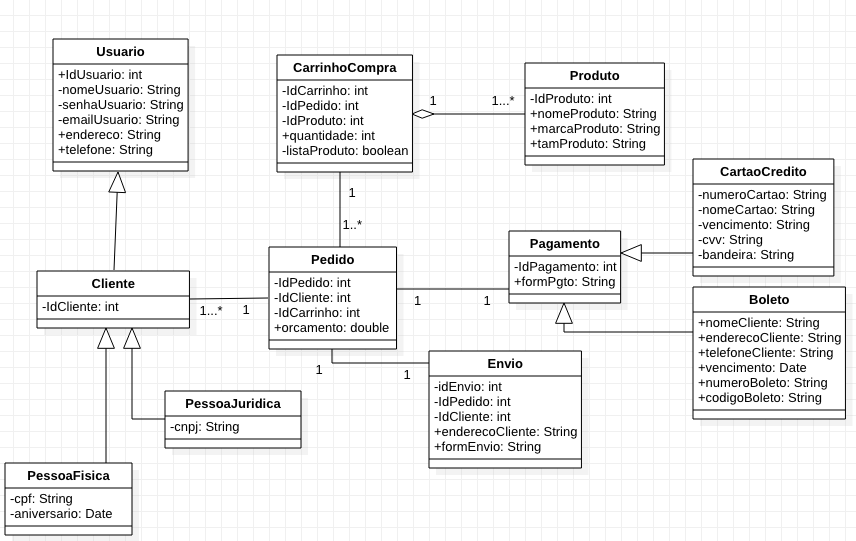 Usuario
+IdUsuario: int
-nomeUsuario: String
-senhaUsuario: String
-emailUsuario: String
+endereco: String
+telefone: String
CarrinhoCompra
-IdCarrinho: int
-IdPedido: int
-IdProduto: int
+quantidade: int
-listaProduto: boolean
1
1...*
Produto
-IdProduto: int
+nomeProduto: String
+marcaProduto: String
+tamProduto: String
CartaoCredito
-numeroCartao: String
-nomeCartao: String
-vencimento: String
-cvv: String
-bandeira: String
1
1..*
Pedido
-IdPedido: int
-IdCliente: int
-IdCarrinho: int
+orcamento: double
Pagamento
-IdPagamento: int
+formPgto: String
1
1
Cliente
-IdCliente: int
1...*
1
Boleto
+nomeCliente: String
+enderecoCliente: String
+telefoneCliente: String
+vencimento: Date
+numeroBoleto: String
+codigoBoleto: String
1
1
Envio
-idEnvio: int
-IdPedido: int
-IdCliente: int
+enderecoCliente: String
+formEnvio: String
PessoaJuridica
-cnpj: String
PessoaFisica
-cpf: String
-aniversario: Date